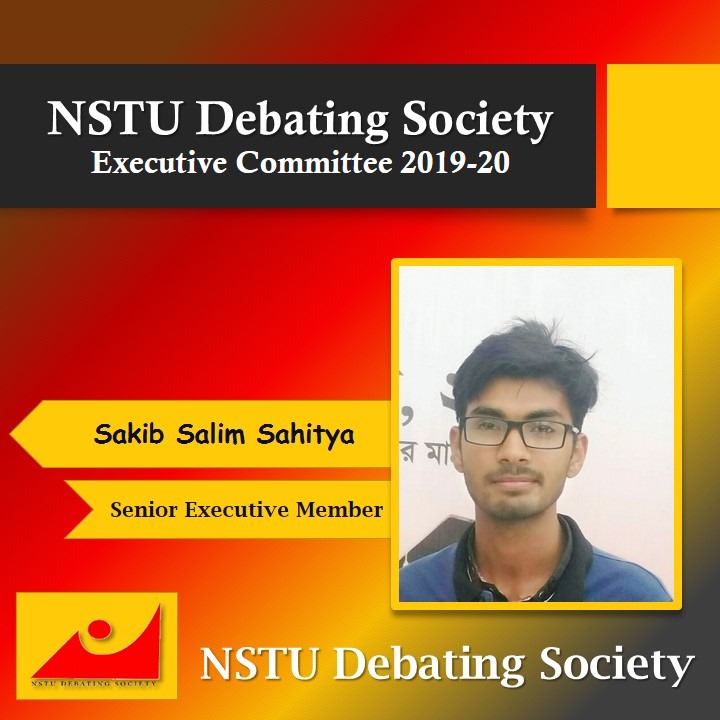 NSTU Debating Society
Executive Committee 2019-20
Sakib Salim Sahitya
Senior Executive Member
NSTU DEBATING SOCIETY
NSTU Debating Society